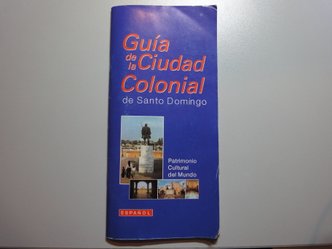 Guía
de la Ciudad
Colonial
de Santo Domingo
Patrimonio
Cultural
del Mundo
ESPAÑOL